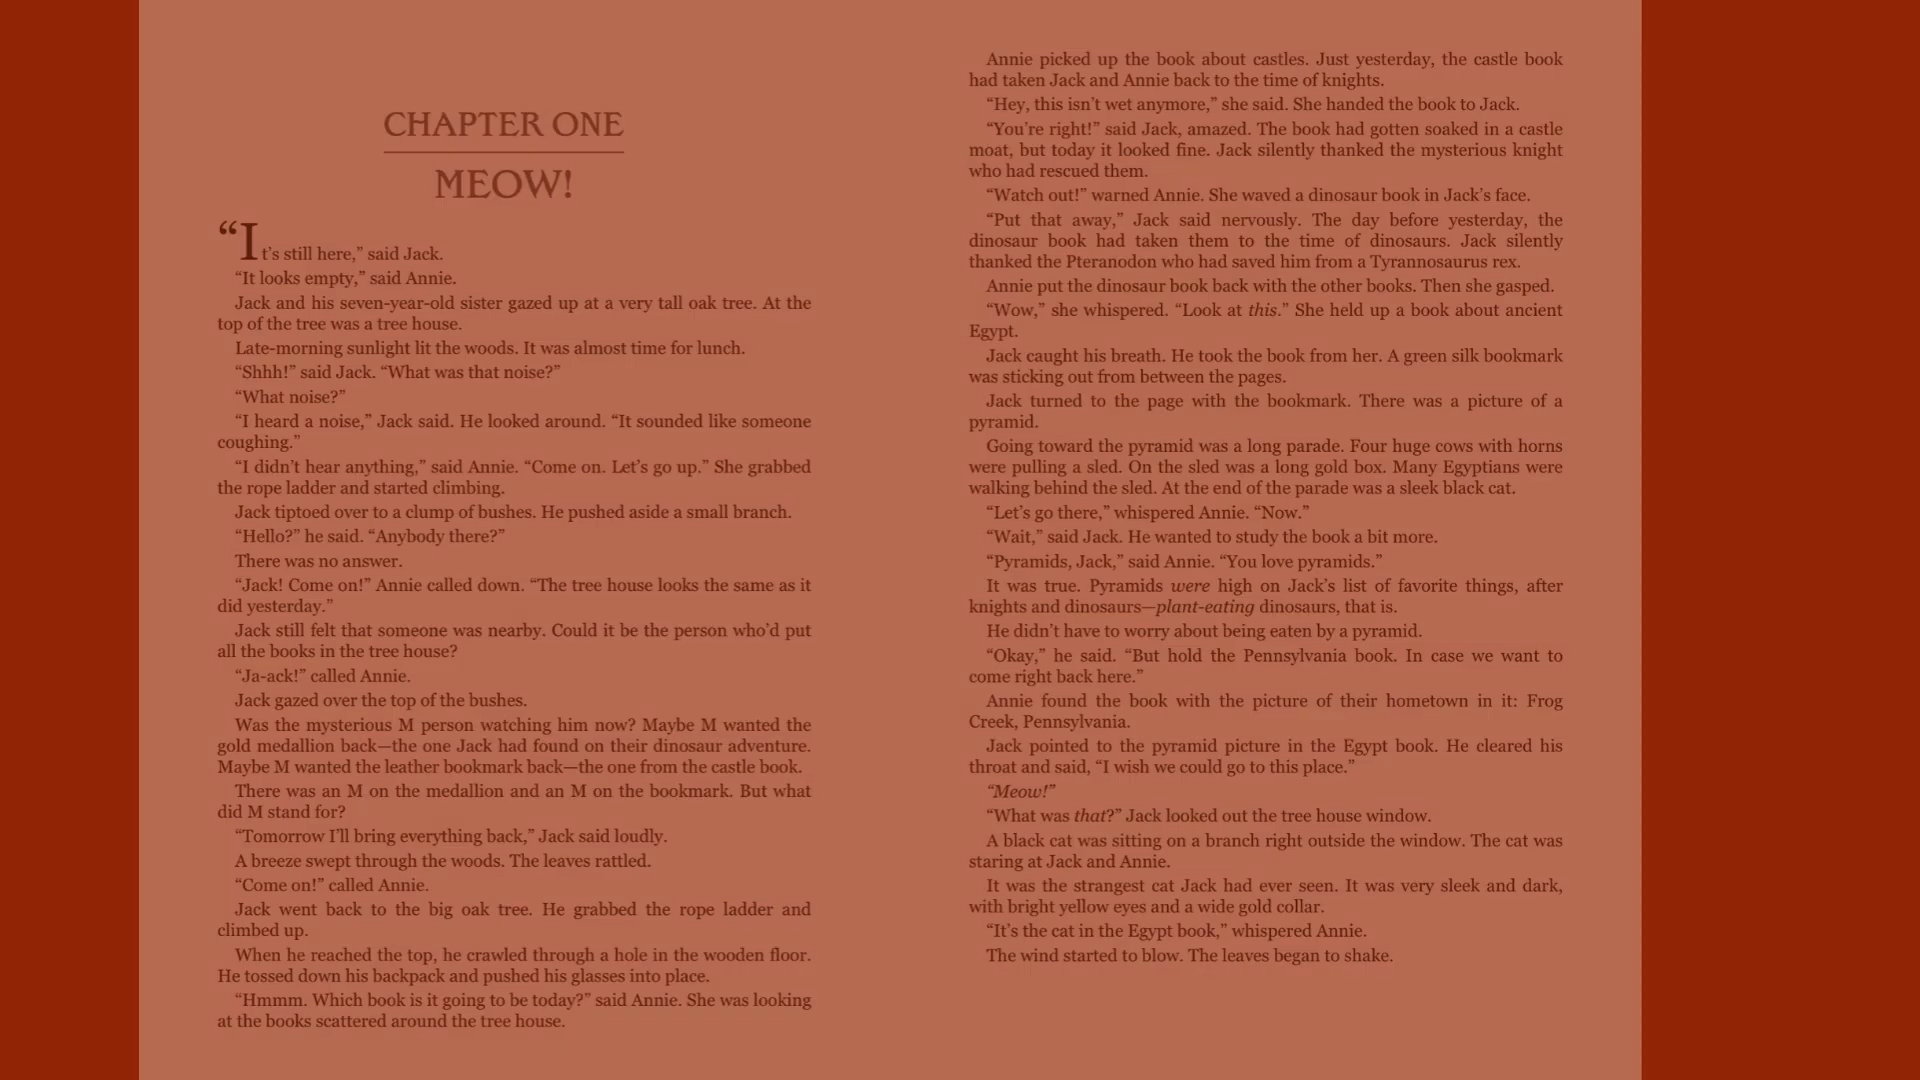 CHAPTER ONE
MEOW!
“It’s still here,” said Jack.
“It looks empty,” said Annie.
Jack and his seven-year-old sister gazed up at a very tall oak tree. At the
top of the tree was a tree house.
Late-morning sunlight lit the woods. It was almost time for lunch.
“Shhh!” said Jack. “What was that noise?”
“What noise?”
“I heard a noise,” Jack said. He looked around. “It sounded like someone
coughing.”
“I didn’t hear anything,” said Annie. “Come on. Let’s go up.” She grabbed
the rope ladder and started climbing.
Jack tiptoed over to a clump of bushes. He pushed aside a small branch.
“Hello?” he said. “Anybody there?”
There was no answer.
“Jack! Come on!” Annie called down. “The tree house looks the same as it
did yesterday.”
Jack still felt that someone was nearby. Could it be the person who’d put
all the books in the tree house?
“Ja-ack!” called Annie.
Jack gazed over the top of the bushes.
Was the mysterious M person watching him now? Maybe M wanted the
gold medallion back—the one Jack had found on their dinosaur adventure.
Maybe M wanted the leather bookmark back—the one from the castle book.
There was an M on the medallion and an M on the bookmark. But what
did M stand for?
“Tomorrow I’ll bring everything back,” Jack said loudly.
A breeze swept through the woods. The leaves rattled.
“Come on!” called Annie.
Jack went back to the big oak tree. He grabbed the rope ladder and
climbed up.
When he reached the top, he crawled through a hole in the wooden floor.
He tossed down his backpack and pushed his glasses into place.
“Hmmm. Which book is it going to be today?” said Annie. She was looking
at the books scattered around the tree house.
Annie picked up the book about castles. Just yesterday, the castle book
had taken Jack and Annie back to the time of knights.
“Hey, this isn’t wet anymore,” she said. She handed the book to Jack.
“You’re right!” said Jack, amazed. The book had gotten soaked in a castle
moat, but today it looked fine. Jack silently thanked the mysterious knight
who had rescued them.
“Watch out!” warned Annie. She waved a dinosaur book in Jack’s face.
“Put that away,” Jack said nervously. The day before yesterday, the
dinosaur book had taken them to the time of dinosaurs. Jack silently
thanked the Pteranodon who had saved him from a Tyrannosaurus rex.
Annie put the dinosaur book back with the other books. Then she gasped.
“Wow,” she whispered. “Look at this.” She held up a book about ancient
Egypt.
Jack caught his breath. He took the book from her. A green silk bookmark
was sticking out from between the pages.
Jack turned to the page with the bookmark. There was a picture of a
pyramid.
Going toward the pyramid was a long parade. Four huge cows with horns
were pulling a sled. On the sled was a long gold box. Many Egyptians were
walking behind the sled. At the end of the parade was a sleek black cat.
“Let’s go there,” whispered Annie. “Now.”
“Wait,” said Jack. He wanted to study the book a bit more.
“Pyramids, Jack,” said Annie. “You love pyramids.”
It was true. Pyramids were high on Jack’s list of favorite things, after
knights and dinosaurs—plant-eating dinosaurs, that is.
He didn’t have to worry about being eaten by a pyramid.
“Okay,” he said. “But hold the Pennsylvania book. In case we want to
come right back here.”
Annie found the book with the picture of their hometown in it: Frog
Creek, Pennsylvania.
Jack pointed to the pyramid picture in the Egypt book. He cleared his
throat and said, “I wish we could go to this place.”
“Meow!”
“What was that?” Jack looked out the tree house window.
A black cat was sitting on a branch right outside the window. The cat was
staring at Jack and Annie.
It was the strangest cat Jack had ever seen. It was very sleek and dark,
with bright yellow eyes and a wide gold collar.
“It’s the cat in the Egypt book,” whispered Annie.
The wind started to blow. The leaves began to shake.